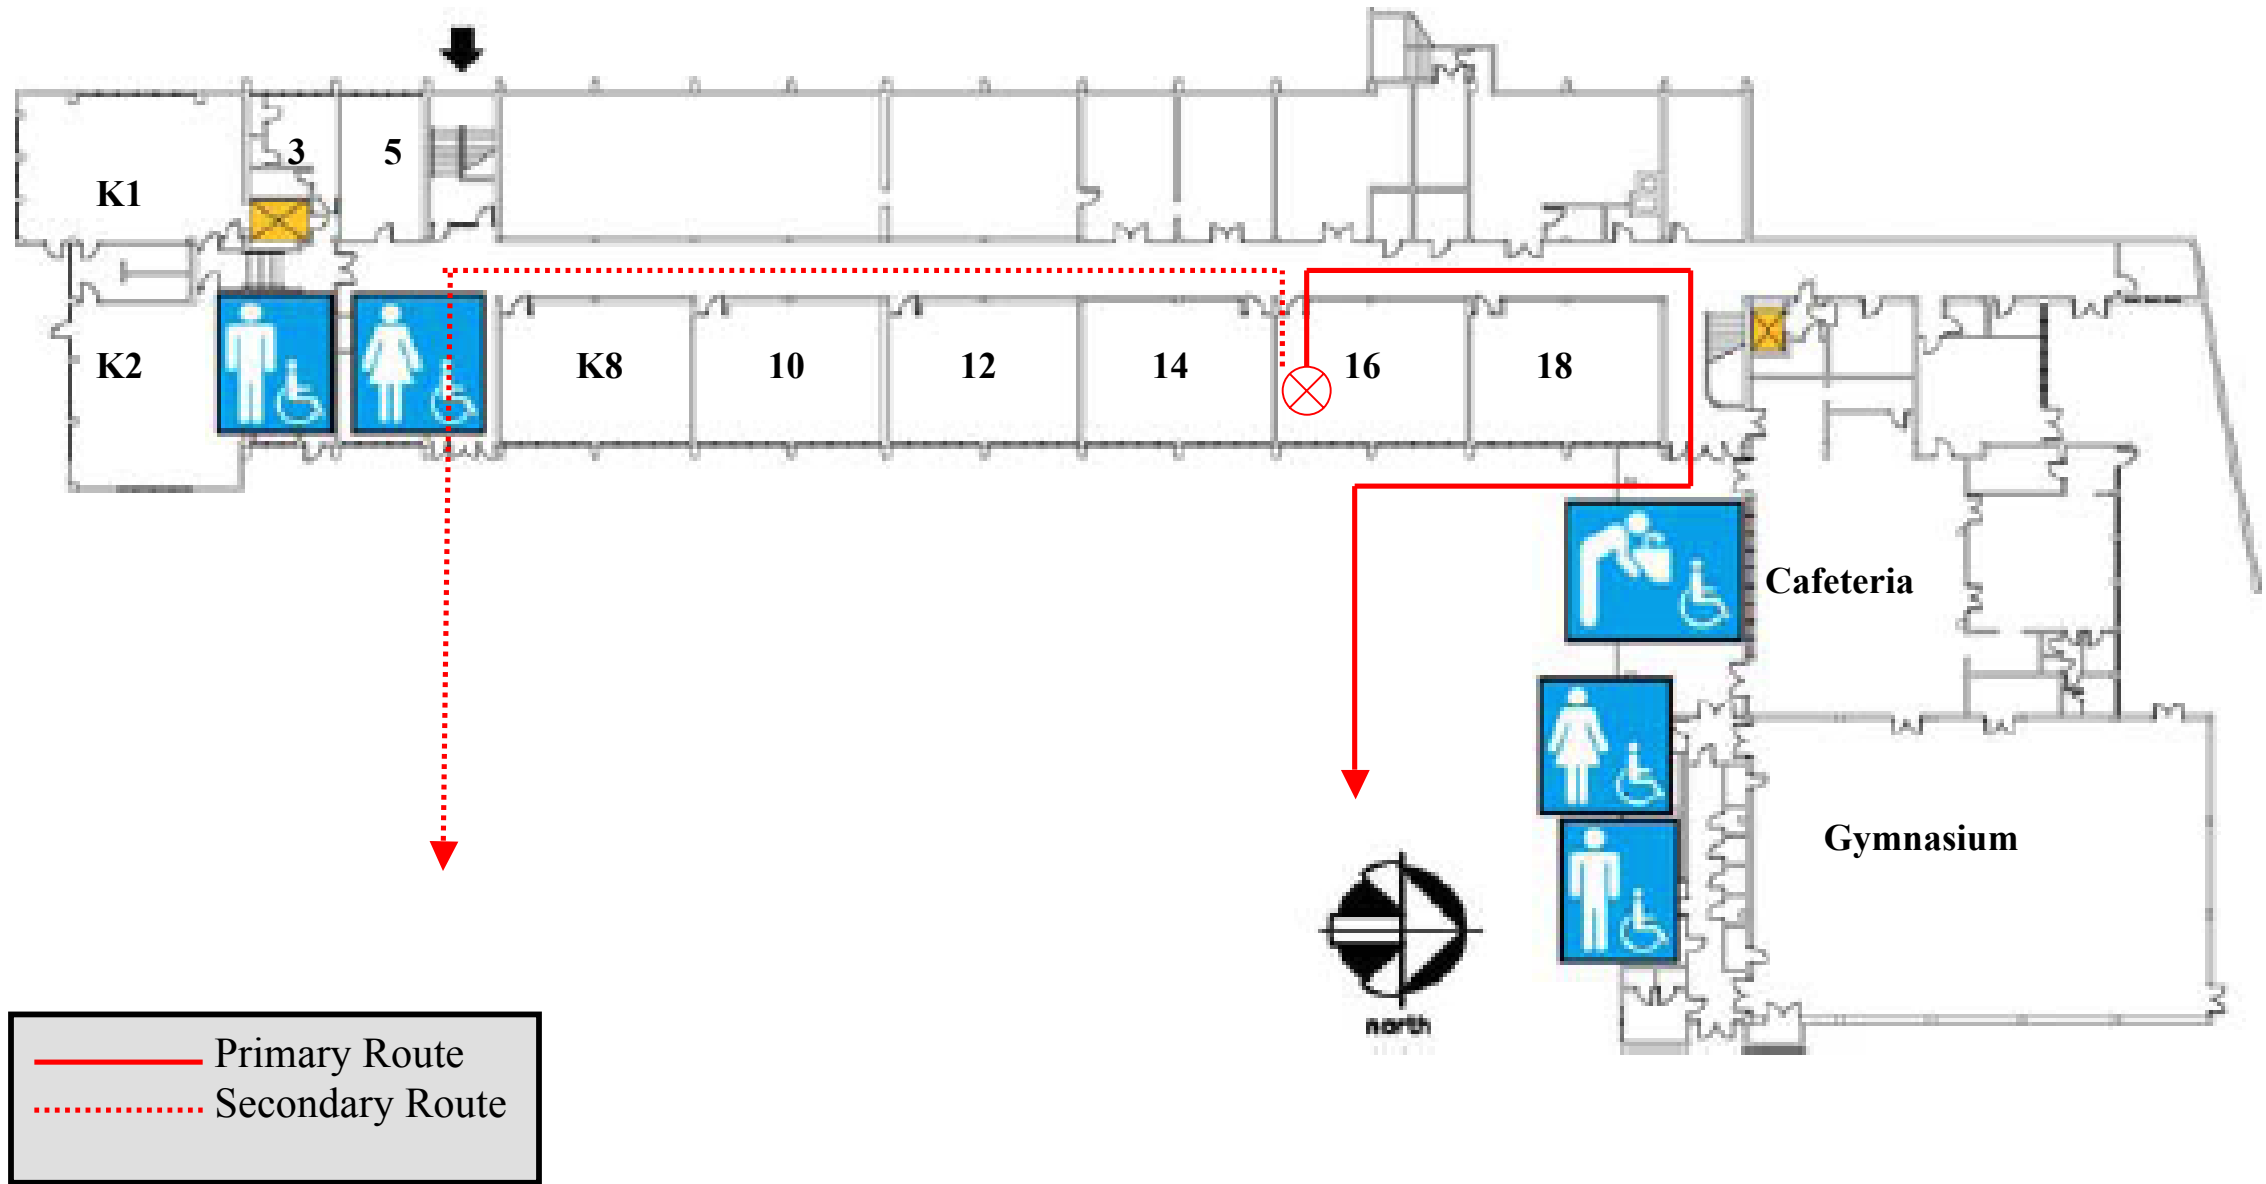 3
5
K1
K2
K8
10
12
14
16
18
Cafeteria
Gymnasium
north
Primary Route
Secondary Route